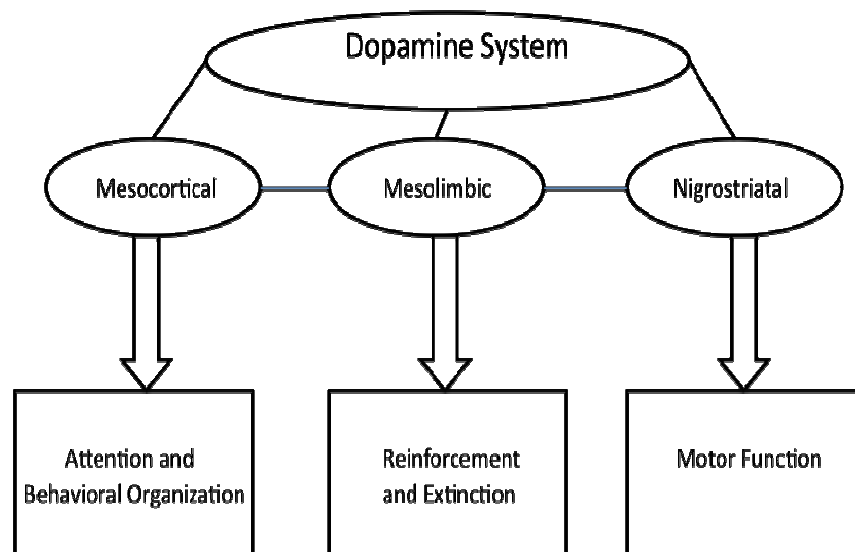 Dopamine System
Mesocortical
Mesolimbic
Nigrostriatal
Attention and
Behavioral Organization
Reinforcement
and Extinction
Motor Function